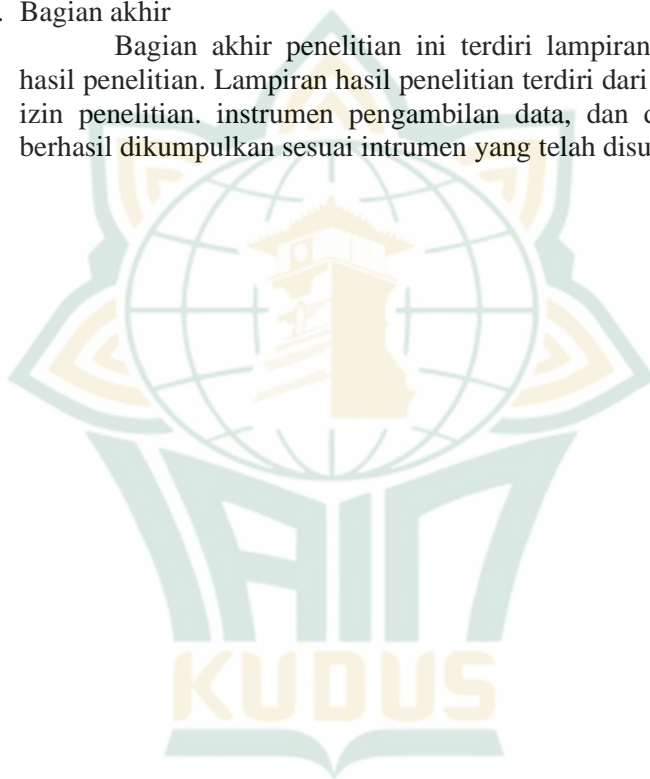 . Bagian akhir
Bagian akhir penelitian ini terdiri lampiran
hasil penelitian. Lampiran hasil penelitian terdiri dari
izin penelitian. instrumen pengambilan data, dan
berhasil dikumpulkan sesuai intrumen yang telah disu
IAIN
KUDUS